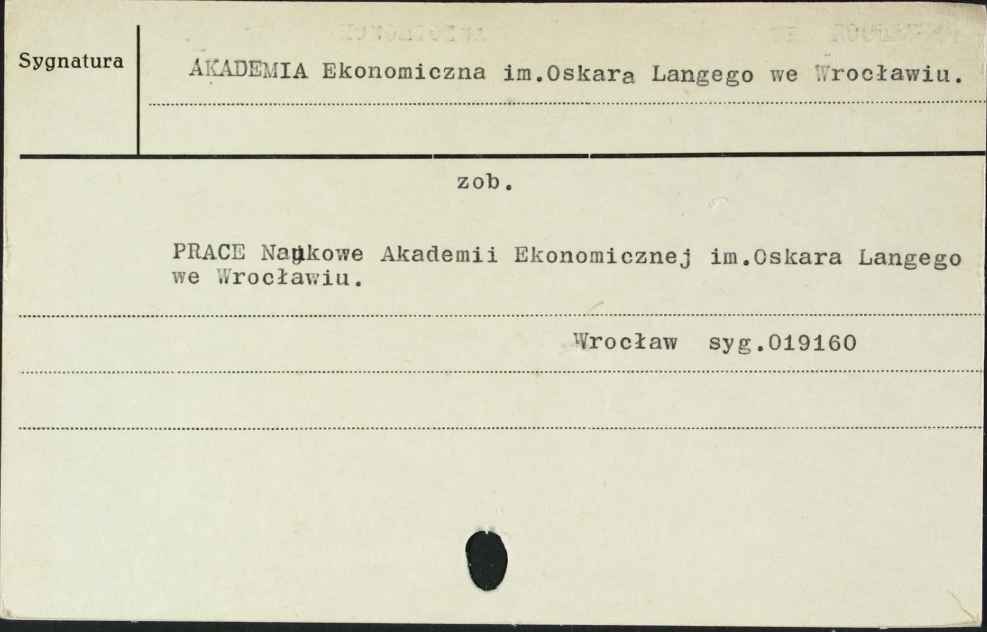 Sygnatura
AKADEMIA Ekonomiczna im.Oskara Langego we Wrocławiu.
zob.
PRACE Naukowe Akademii Ekonomicznej im.Oskara Langego
we Wrocławiu.
Wrocław syg.019160